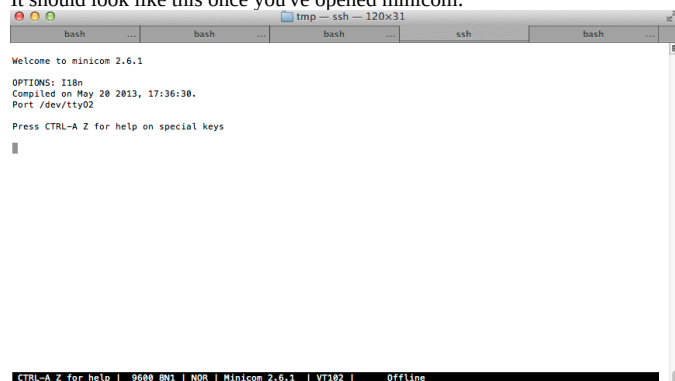 It should look like this once you've opened minicom:
tmp — ssh — 120×31
bash ... bash ... bash ... ssh bash ...
Welcome to minicom 2.6.1
OPTIONS: I18n
Compiled on May 20 2013, 17:36:30.
Port /dev/ttyO2
Press CTRL-A Z for help on special keys
CTRL-A Z for help | 9600 8N1 | NOR | Minicom 2.6.1 | VT102 | Offline